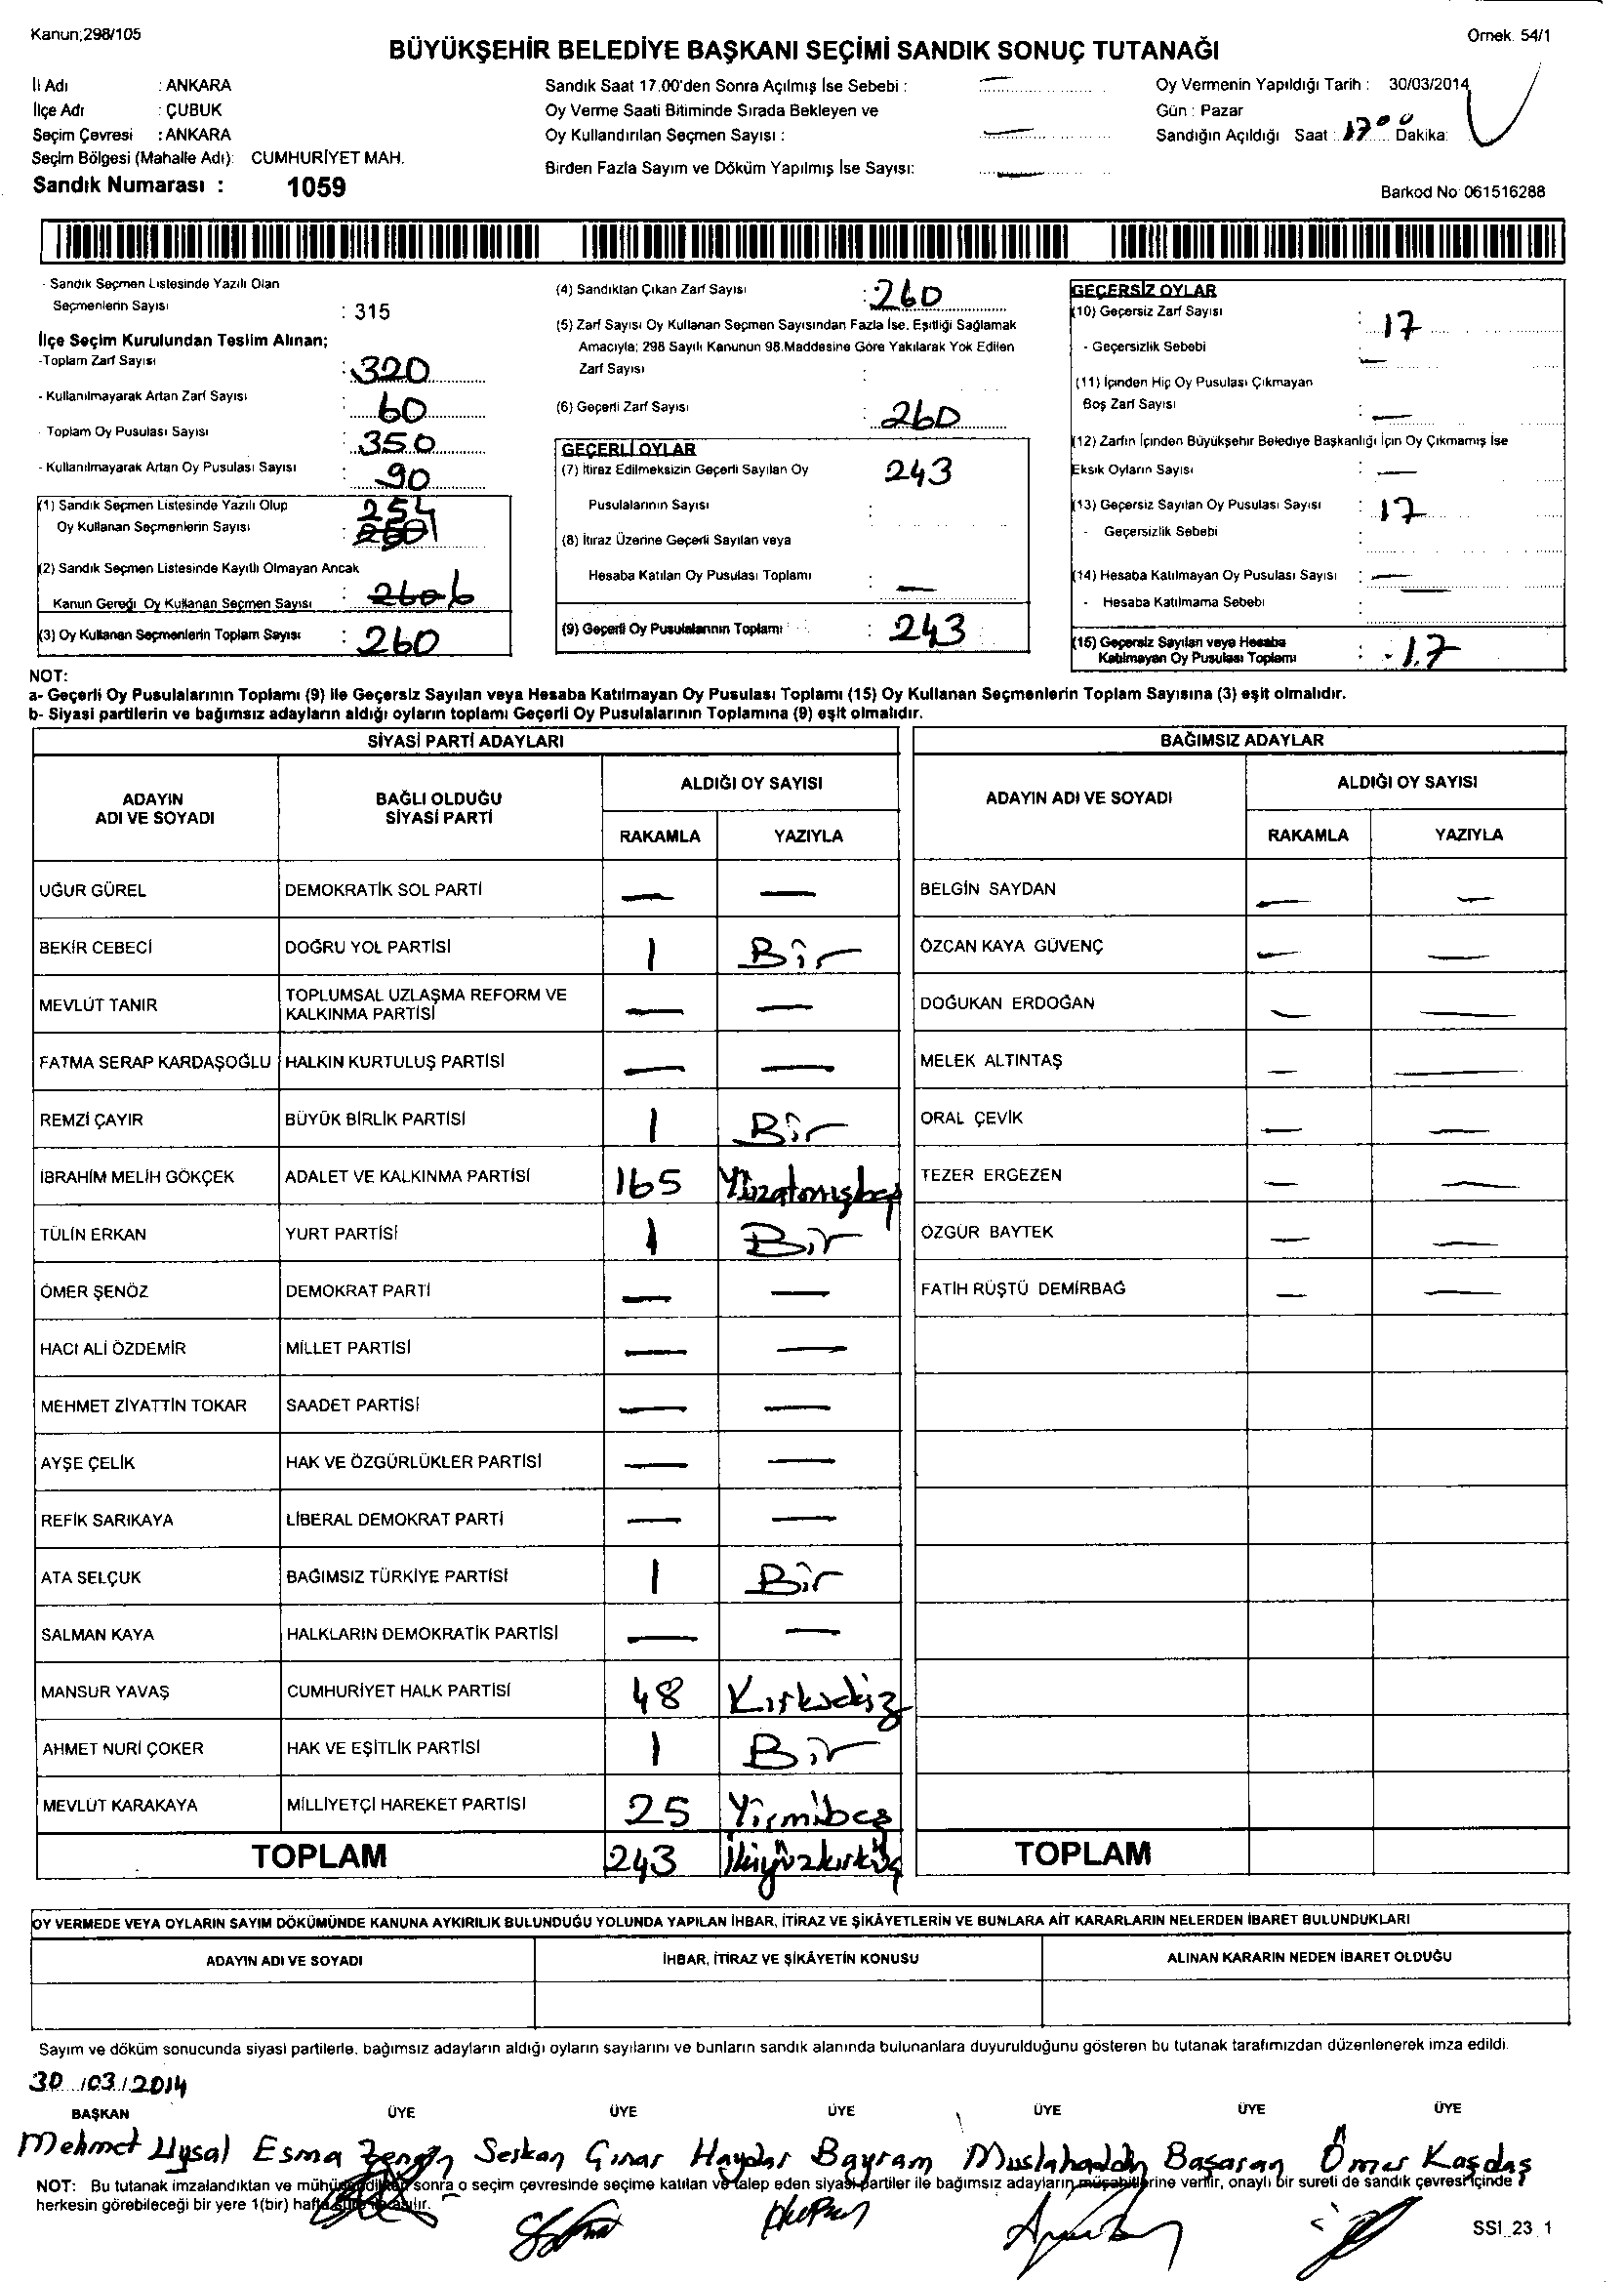 Kanun;298/105
Örnek 54/1
BÜYÜKŞEHİR BELEDİYE BAŞKANI SEÇİMİ SANDIK SONUÇ TUTANAĞI
İl Adı : ANKARA
İlçe Adı : ÇUBUK
Seçim Çevresi : ANKARA
Seçim Bölgesi (Mahalle Adı): CUMHURİYET MAH.
Sandık Numarası : 1059
Sandık Saat 17.00'den Sonra Açılmış İse Sebebi : —
Oy Verme Saati Bitiminde Sırada Bekleyen ve
Oy Kullandırılan Seçmen Sayısı : —
Birden Fazla Sayım ve Döküm Yapılmış İse Sayısı: —
Oy Vermenin Yapıldığı Tarih : 30/03/2014
Gün : Pazar
Sandığın Açıldığı Saat : 17 00 Dakika:
Barkod No 061516288
- Sandık Seçmen Listesinde Yazılı Olan
Seçmenlerin Sayısı : 315
İlçe Seçim Kurulundan Teslim Alınan;
-Toplam Zarf Sayısı : 320
- Kullanılmayarak Artan Zarf Sayısı : 60
- Toplam Oy Pusulası Sayısı : 350
- Kullanılmayarak Artan Oy Pusulası Sayısı : 90
(1) Sandık Seçmen Listesinde Yazılı Olup 254
Oy Kullanan Seçmenlerin Sayısı :
(2) Sandık Seçmen Listesinde Kayıtlı Olmayan Ancak
Kanun Gereği Oy Kullanan Seçmen Sayısı : 260 6
(3) Oy Kullanan Seçmenlerin Toplam Sayısı : 260
(4) Sandıktan Çıkan Zarf Sayısı : 260
(5) Zarf Sayısı Oy Kullanan Seçmen Sayısından Fazla İse, Eşitliği Sağlamak
Amacıyla; 298 Sayılı Kanunun 98.Maddesine Göre Yakılarak Yok Edilen
Zarf Sayısı :
(6) Geçerli Zarf Sayısı : 260
GEÇERLİ OYLAR
(7) İtiraz Edilmeksizin Geçerli Sayılan Oy 243
Pusulalarının Sayısı :
(8) İtiraz Üzerine Geçerli Sayılan veya
Hesaba Katılan Oy Pusulası Toplamı : —
(9) Geçerli Oy Pusulalarının Toplamı : 243
GEÇERSİZ OYLAR
(10) Geçersiz Zarf Sayısı : 17
- Geçersizlik Sebebi : —
(11) İçinden Hiç Oy Pusulası Çıkmayan
Boş Zarf Sayısı : —
(12) Zarfın İçinden Büyükşehir Belediye Başkanlığı İçin Oy Çıkmamış İse
Eksik Oyların Sayısı : —
(13) Geçersiz Sayılan Oy Pusulası Sayısı : 17
- Geçersizlik Sebebi :
(14) Hesaba Katılmayan Oy Pusulası Sayısı : —
- Hesaba Katılmama Sebebi :
(15) Geçersiz Sayılan veya Hesaba
Katılmayan Oy Pusulası Toplamı : 17
NOT:
a- Geçerli Oy Pusulalarının Toplamı (9) ile Geçersiz Sayılan veya Hesaba Katılmayan Oy Pusulası Toplamı (15) Oy Kullanan Seçmenlerin Toplam Sayısına (3) eşit olmalıdır.
b- Siyasi partilerin ve bağımsız adayların aldığı oyların toplamı Geçerli Oy Pusulalarının Toplamına (9) eşit olmalıdır.
SİYASİ PARTİ ADAYLARI BAĞIMSIZ ADAYLAR
ADAYIN ADI VE SOYADI BAĞLI OLDUĞU SİYASİ PARTİ ALDIĞI OY SAYISI ADAYIN ADI VE SOYADI ALDIĞI OY SAYISI
RAKAMLA YAZIYLA RAKAMLA YAZIYLA
UĞUR GÜREL DEMOKRATİK SOL PARTİ — — BELGİN SAYDAN — —
BEKİR CEBECİ DOĞRU YOL PARTİSİ 1 Bir ÖZCAN KAYA GÜVENÇ — —
MEVLÜT TANIR TOPLUMSAL UZLAŞMA REFORM VE KALKINMA PARTİSİ — — DOĞUKAN ERDOĞAN — —
FATMA SERAP KARDAŞOĞLU HALKIN KURTULUŞ PARTİSİ — — MELEK ALTINTAŞ — —
REMZİ ÇAYIR BÜYÜK BİRLİK PARTİSİ 1 Bir ORAL ÇEVİK — —
İBRAHİM MELİH GÖKÇEK ADALET VE KALKINMA PARTİSİ 165 Yüzatmışbeş TEZER ERGEZEN — —
TÜLİN ERKAN YURT PARTİSİ 1 Bir ÖZGÜR BAYTEK — —
ÖMER ŞENÖZ DEMOKRAT PARTİ — — FATİH RÜŞTÜ DEMİRBAĞ — —
HACI ALİ ÖZDEMİR MİLLET PARTİSİ — —
MEHMET ZİYATTİN TOKAR SAADET PARTİSİ — —
AYŞE ÇELİK HAK VE ÖZGÜRLÜKLER PARTİSİ — —
REFİK SARIKAYA LİBERAL DEMOKRAT PARTİ — —
ATA SELÇUK BAĞIMSIZ TÜRKİYE PARTİSİ 1 Bir
SALMAN KAYA HALKLARIN DEMOKRATİK PARTİSİ — —
MANSUR YAVAŞ CUMHURİYET HALK PARTİSİ 48 Kırksekiz
AHMET NURİ ÇOKER HAK VE EŞİTLİK PARTİSİ 1 Bir
MEVLÜT KARAKAYA MİLLİYETÇİ HAREKET PARTİSİ 25 Yirmibeş
TOPLAM 243 İkiyüzkırküç TOPLAM
OY VERMEDE VEYA OYLARIN SAYIM DÖKÜMÜNDE KANUNA AYKIRILIK BULUNDUĞU YOLUNDA YAPILAN İHBAR, İTİRAZ VE ŞİKÂYETLERİN VE BUNLARA AİT KARARLARIN NELERDEN İBARET BULUNDUKLARI
ADAYIN ADI VE SOYADI İHBAR, İTİRAZ VE ŞİKÂYETİN KONUSU ALINAN KARARIN NEDEN İBARET OLDUĞU
Sayım ve döküm sonucunda siyasi partilerle, bağımsız adayların aldığı oyların sayılarını ve bunların sandık alanında bulunanlara duyurulduğunu gösteren bu tutanak tarafımızdan düzenlenerek imza edildi.
30/03/2014
BAŞKAN ÜYE ÜYE ÜYE ÜYE ÜYE ÜYE
Mehmet Uysal Esma Zengin Serkan Çınar Haydar Bayram Muslahaddin Başaran Ömer Kaşdaş
NOT: Bu tutanak imzalandıktan ve mühürlendikten sonra o seçim çevresinde seçime katılan ve talep eden siyasi partiler ile bağımsız adayların müşahitlerine verilir, onaylı bir sureti de sandık çevresi içinde
herkesin görebileceği bir yere 1(bir) hafta süre ile asılır.
SSI_23_1